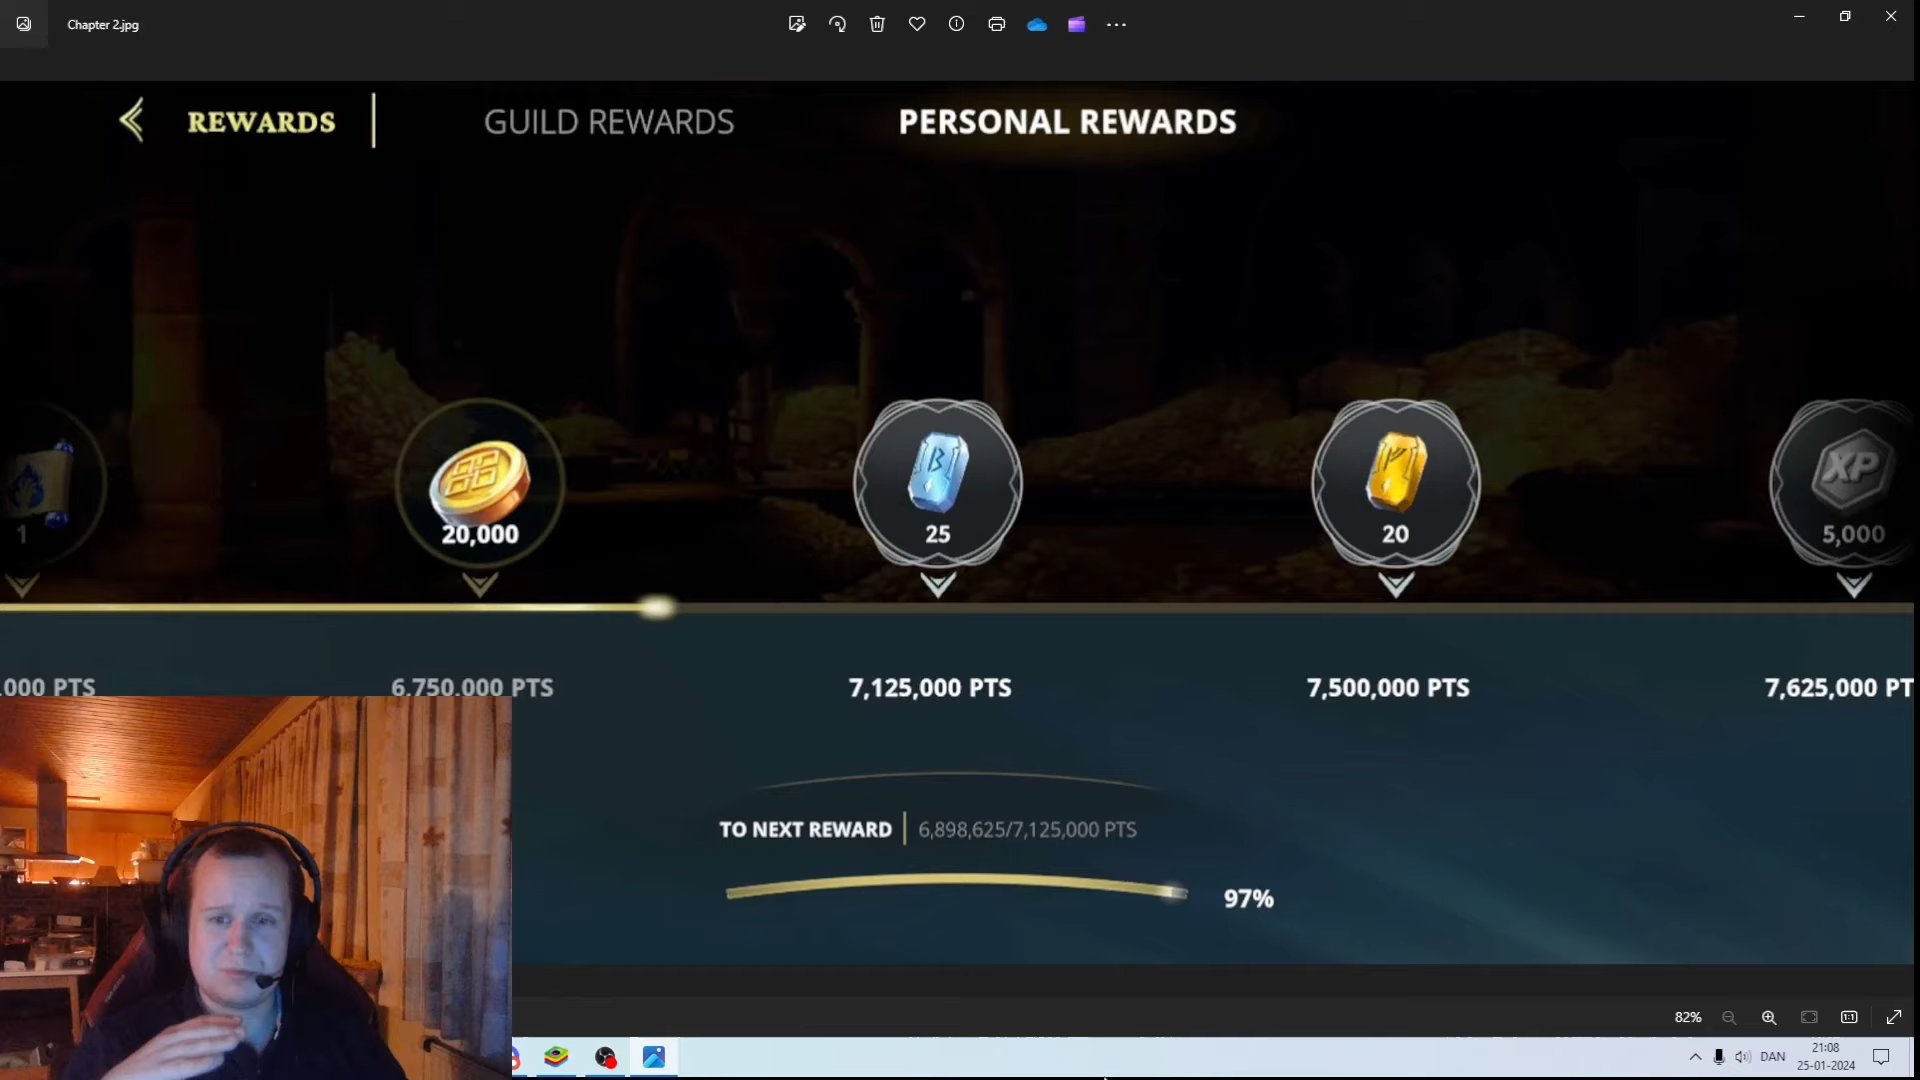 Chapter 2.jpg
REWARDS
GUILD REWARDS
PERSONAL REWARDS
1
20,000
25
20
XP
5,000
,000 PTS
6,750,000 PTS
7,125,000 PTS
7,500,000 PTS
7,625,000 PT
TO NEXT REWARD
6,898,625/7,125,000 PTS
97%
82%
1:1
DAN
21:08
25-01-2024